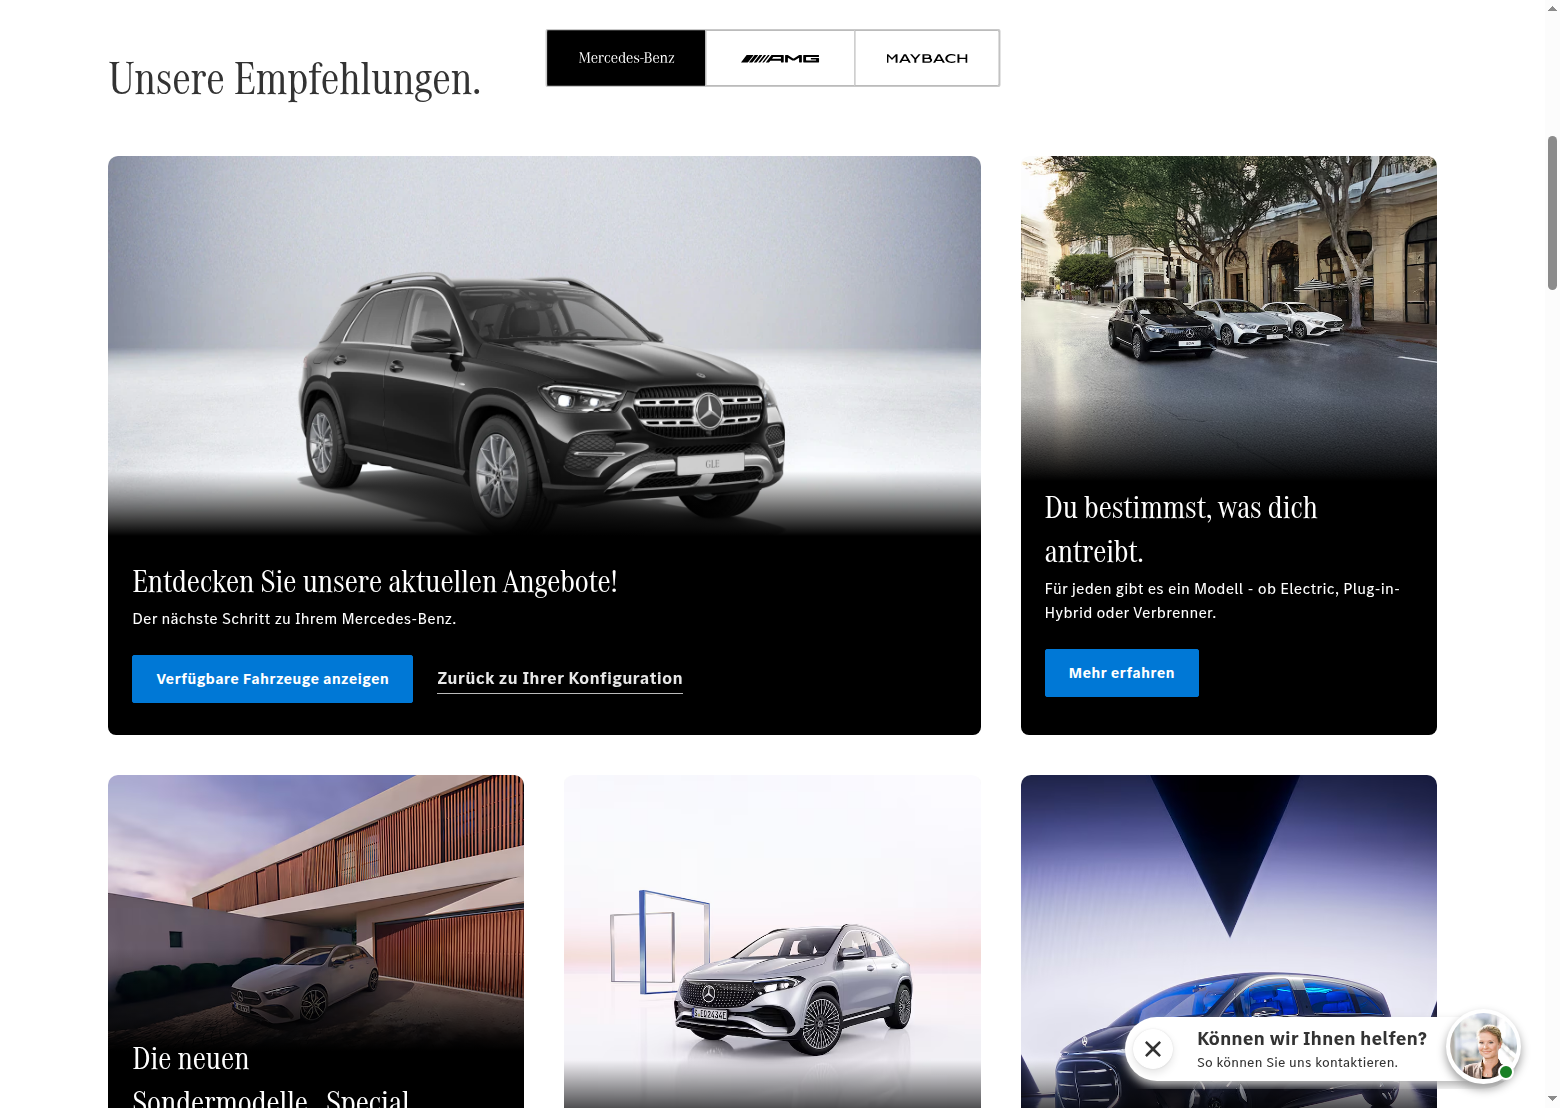 Unsere Empfehlungen.
Mercedes-Benz
AMG
MAYBACH
GLE
Entdecken Sie unsere aktuellen Angebote!
Der nächste Schritt zu Ihrem Mercedes-Benz.
Verfügbare Fahrzeuge anzeigen
Zurück zu Ihrer Konfiguration
Du bestimmst, was dich
antreibt.
Für jeden gibt es ein Modell - ob Electric, Plug-in-
Hybrid oder Verbrenner.
Mehr erfahren
Die neuen
Sondermodelle „Special
Können wir Ihnen helfen?
So können Sie uns kontaktieren.